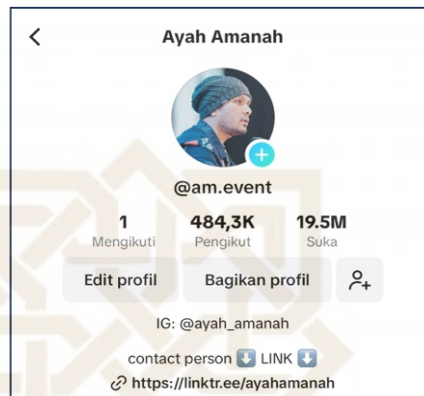 Ayah Amanah
@am.event
1 484,3K 19.5M
Mengikuti Pengikut Suka
Edit profil Bagikan profil
IG: @ayah_amanah
contact person ⬇️ LINK ⬇️
https://linktr.ee/ayahamanah